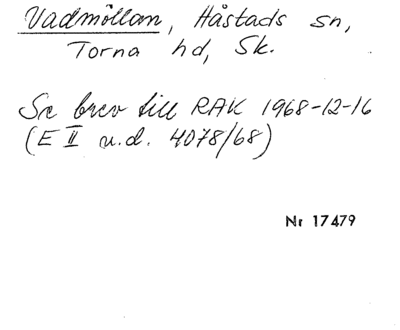 Vadmöllan, Håstads sn,
Torna hd, Sk.
Se brev till RAK 1968-12-16
(E II u.d. 4078/68)
Nr 17479